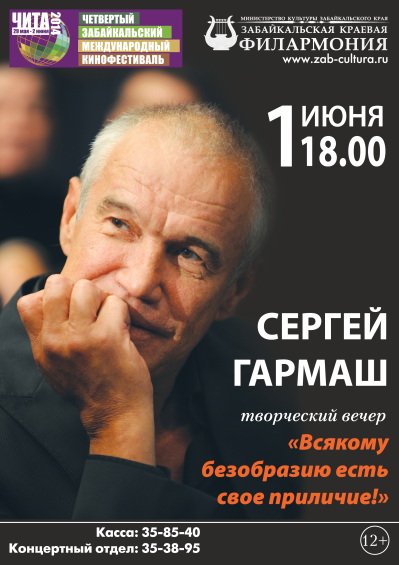 ЧИТА
2014
29 мая - 2 июня
ЧЕТВЕРТЫЙ
ЗАБАЙКАЛЬСКИЙ
МЕЖДУНАРОДНЫЙ
КИНОФЕСТИВАЛЬ
МИНИСТЕРСТВО КУЛЬТУРЫ ЗАБАЙКАЛЬСКОГО КРАЯ
ЗАБАЙКАЛЬСКАЯ КРАЕВАЯ
ФИЛАРМОНИЯ
www.zab-cultura.ru
1 ИЮНЯ
18.00
СЕРГЕЙ
ГАРМАШ
творческий вечер
«Всякому
безобразию есть
свое приличие!»
Касса: 35-85-40
Концертный отдел: 35-38-95
12+